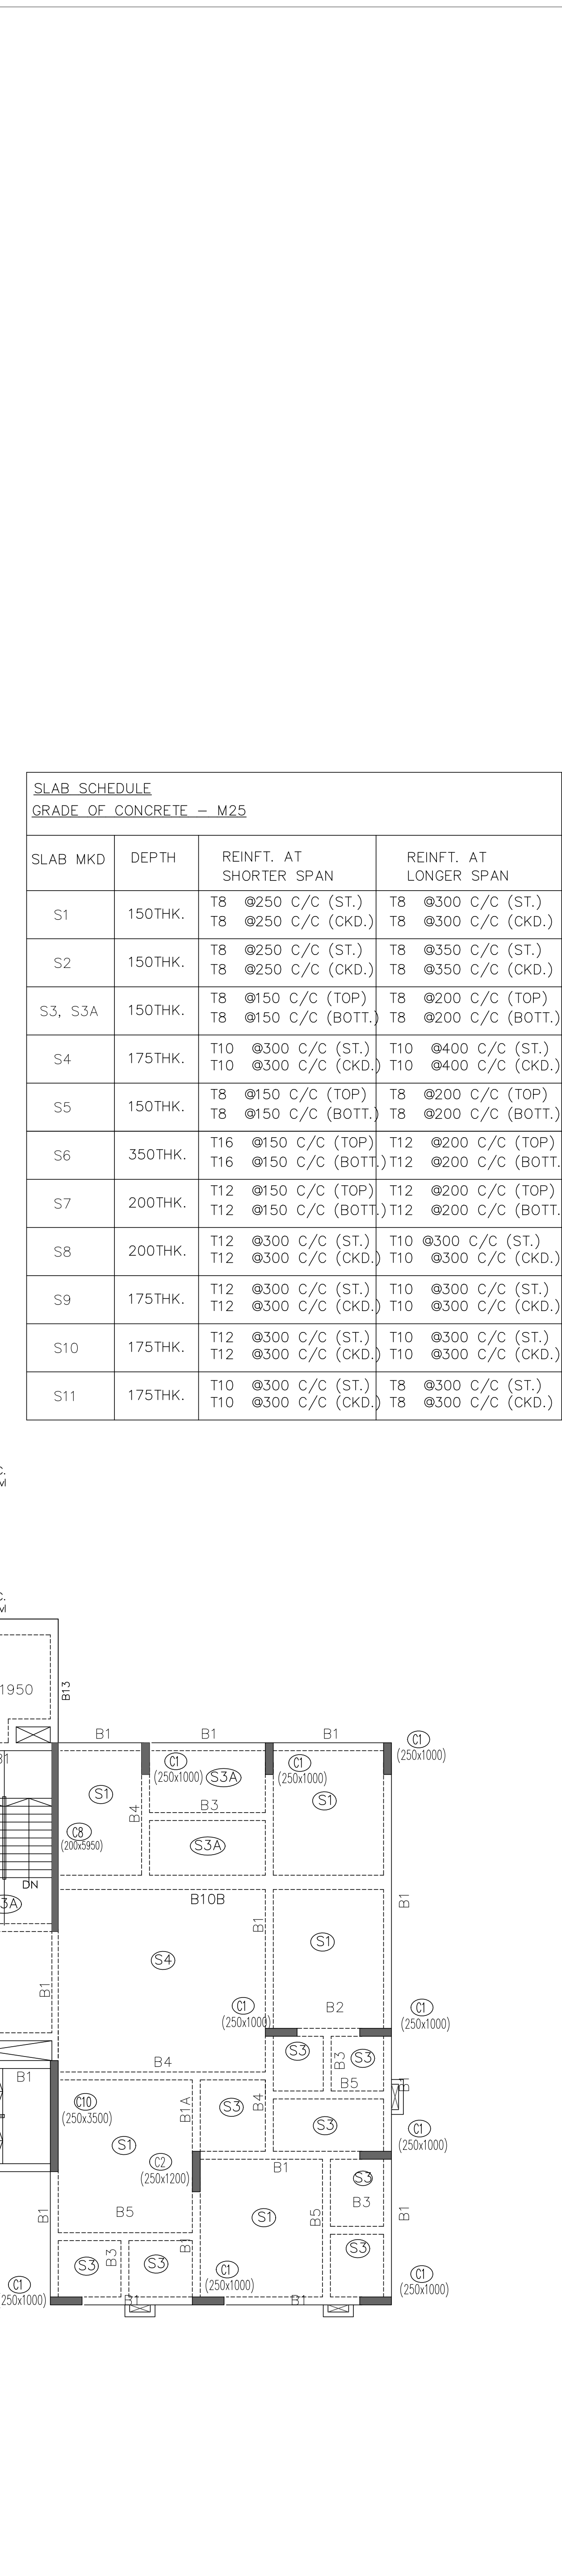 SLAB SCHEDULE
GRADE OF CONCRETE – M25
SLAB MKD DEPTH REINFT. AT SHORTER SPAN REINFT. AT LONGER SPAN
S1 150THK. T8 @250 C/C (ST.) T8 @300 C/C (ST.)
T8 @250 C/C (CKD.) T8 @300 C/C (CKD.)
S2 150THK. T8 @250 C/C (ST.) T8 @350 C/C (ST.)
T8 @250 C/C (CKD.) T8 @350 C/C (CKD.)
S3, S3A 150THK. T8 @150 C/C (TOP) T8 @200 C/C (TOP)
T8 @150 C/C (BOTT.) T8 @200 C/C (BOTT.)
S4 175THK. T10 @300 C/C (ST.) T10 @400 C/C (ST.)
T10 @300 C/C (CKD.) T10 @400 C/C (CKD.)
S5 150THK. T8 @150 C/C (TOP) T8 @200 C/C (TOP)
T8 @150 C/C (BOTT.) T8 @200 C/C (BOTT.)
S6 350THK. T16 @150 C/C (TOP) T12 @200 C/C (TOP)
T16 @150 C/C (BOTT.) T12 @200 C/C (BOTT.
S7 200THK. T12 @150 C/C (TOP) T12 @200 C/C (TOP)
T12 @150 C/C (BOTT.) T12 @200 C/C (BOTT.
S8 200THK. T12 @300 C/C (ST.) T10 @300 C/C (ST.)
T12 @300 C/C (CKD.) T10 @300 C/C (CKD.)
S9 175THK. T12 @300 C/C (ST.) T10 @300 C/C (ST.)
T12 @300 C/C (CKD.) T10 @300 C/C (CKD.)
S10 175THK. T12 @300 C/C (ST.) T10 @300 C/C (ST.)
T12 @300 C/C (CKD.) T10 @300 C/C (CKD.)
S11 175THK. T10 @300 C/C (ST.) T8 @300 C/C (ST.)
T10 @300 C/C (CKD.) T8 @300 C/C (CKD.)
1950
B13
B1 B1 B1
C1
(250x1000)
B1
C1
(250x1000)
C1
(250x1000)
S3A
S1
S1
B3
B4
C8
(200x5950)
S3A
DN
3A
B10B
B1
B1
S1
S4
B1
C1
(250x1000)
B2
C1
(250x1000)
S3
B3
S3
B4
B1
B5
B1
C10
(250x3500)
B1A
S3
B4
S3
C1
(250x1000)
S1
C2
(250x1200)
B1
S3
B3
B5
S1
B5
B1
B1
B1
S3
B3
S3
S3
C1
(250x1000)
C1
(250x1000)
C1
250x1000)
B1
B1